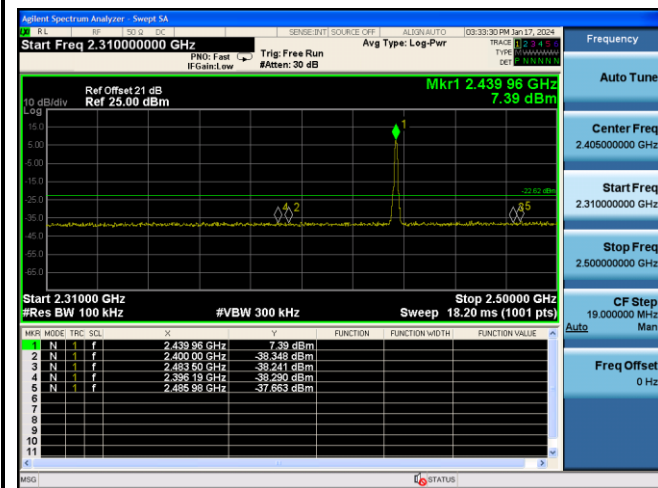 Agilent Spectrum Analyzer - Swept SA
RL RF 50 Ω DC SENSE:INT SOURCE OFF ALIGNAUTO 03:33:30 PM Jan 17, 2024
Start Freq 2.310000000 GHz
PNO: Fast
IFGain:Low
Trig: Free Run
#Atten: 30 dB
Avg Type: Log-Pwr
TRACE 1 2 3 4 5 6
TYPE MWWWWW
DET P N N N N N
Mkr1 2.439 96 GHz
7.39 dBm
Ref Offset 21 dB
10 dB/div Ref 25.00 dBm
Log
15.0
5.00
-5.00
-15.0
-25.0
-35.0
-45.0
-55.0
-65.0
1
-22.62 dBm
4 2
5
Start 2.31000 GHz Stop 2.50000 GHz
#Res BW 100 kHz #VBW 300 kHz Sweep 18.20 ms (1001 pts)
MKR MODE TRC SCL X Y FUNCTION FUNCTION WIDTH FUNCTION VALUE
1 N 1 f 2.439 96 GHz 7.39 dBm
2 N 1 f 2.400 00 GHz -38.348 dBm
3 N 1 f 2.483 50 GHz -38.241 dBm
4 N 1 f 2.396 19 GHz -38.290 dBm
5 N 1 f 2.485 98 GHz -37.663 dBm
6
7
8
9
10
11
MSG STATUS
Frequency
Auto Tune
Center Freq
2.405000000 GHz
Start Freq
2.310000000 GHz
Stop Freq
2.500000000 GHz
CF Step
19.000000 MHz
Auto Man
Freq Offset
0 Hz